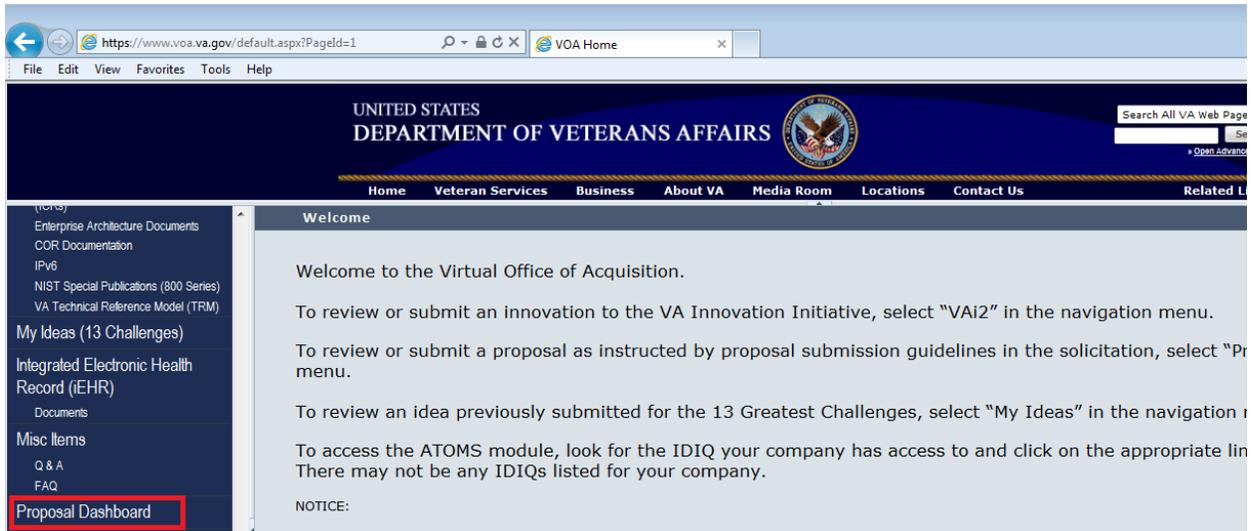 https://www.voa.va.gov/default.aspx?PageId=1
VOA Home
File Edit View Favorites Tools Help
UNITED STATES
DEPARTMENT OF VETERANS AFFAIRS
Search All VA Web Page
Se
» Open Advanc
Home Veteran Services Business About VA Media Room Locations Contact Us Related Li
Enterprise Architecture Documents
COR Documentation
IPv6
NIST Special Publications (800 Series)
VA Technical Reference Model (TRM)
My Ideas (13 Challenges)
Integrated Electronic Health
Record (iEHR)
Documents
Misc Items
Q & A
FAQ
Proposal Dashboard
Welcome
Welcome to the Virtual Office of Acquisition.
To review or submit an innovation to the VA Innovation Initiative, select “VAi2” in the navigation menu.
To review or submit a proposal as instructed by proposal submission guidelines in the solicitation, select “Pr
menu.
To review an idea previously submitted for the 13 Greatest Challenges, select “My Ideas” in the navigation
To access the ATOMS module, look for the IDIQ your company has access to and click on the appropriate lin
There may not be any IDIQs listed for your company.
NOTICE: